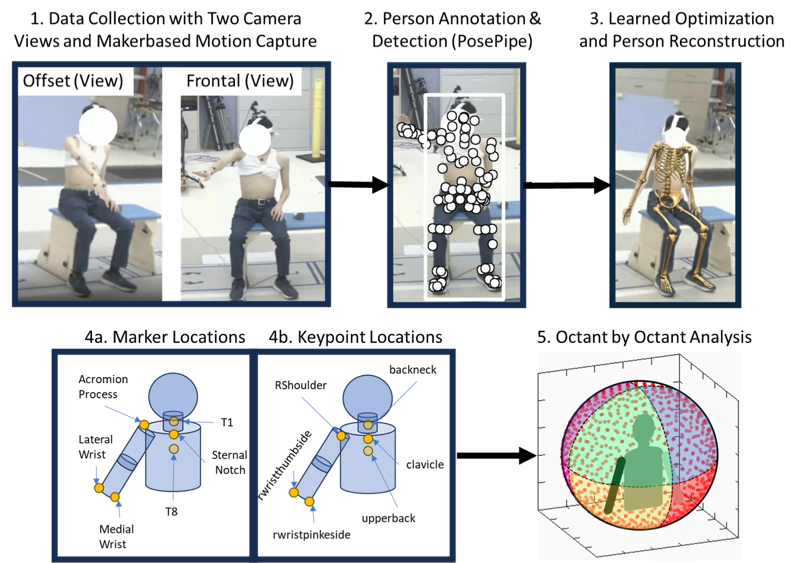 1. Data Collection with Two Camera
Views and Makerbased Motion Capture
2. Person Annotation &
Detection (PosePipe)
3. Learned Optimization
and Person Reconstruction
Offset (View)
Frontal (View)
4a. Marker Locations
4b. Keypoint Locations
5. Octant by Octant Analysis
Acromion
Process
T1
Lateral
Wrist
Sternal
Notch
T8
Medial
Wrist
backneck
RShoulder
rwristthumbside
clavicle
upperback
rwristpinkeside